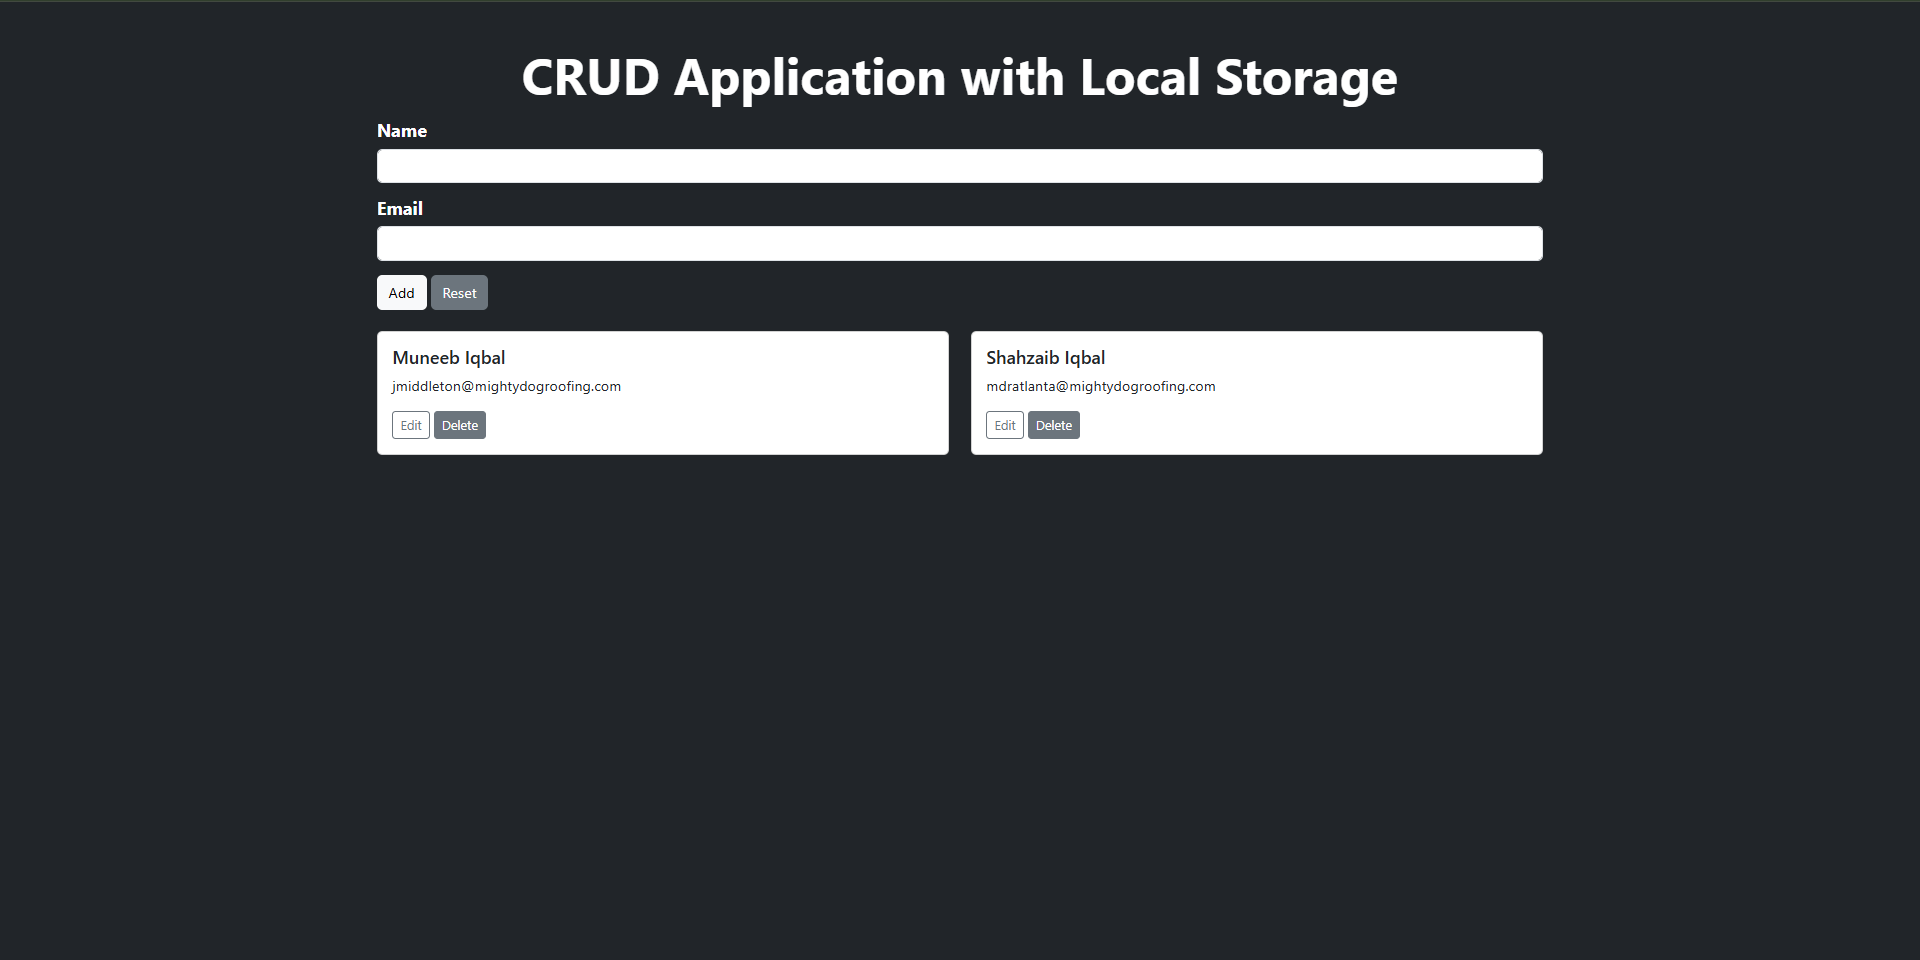 CRUD Application with Local Storage
Name
Email
Add Reset
Muneeb Iqbal
jmiddleton@mightydogroofing.com
Edit Delete
Shahzaib Iqbal
mdratlanta@mightydogroofing.com
Edit Delete